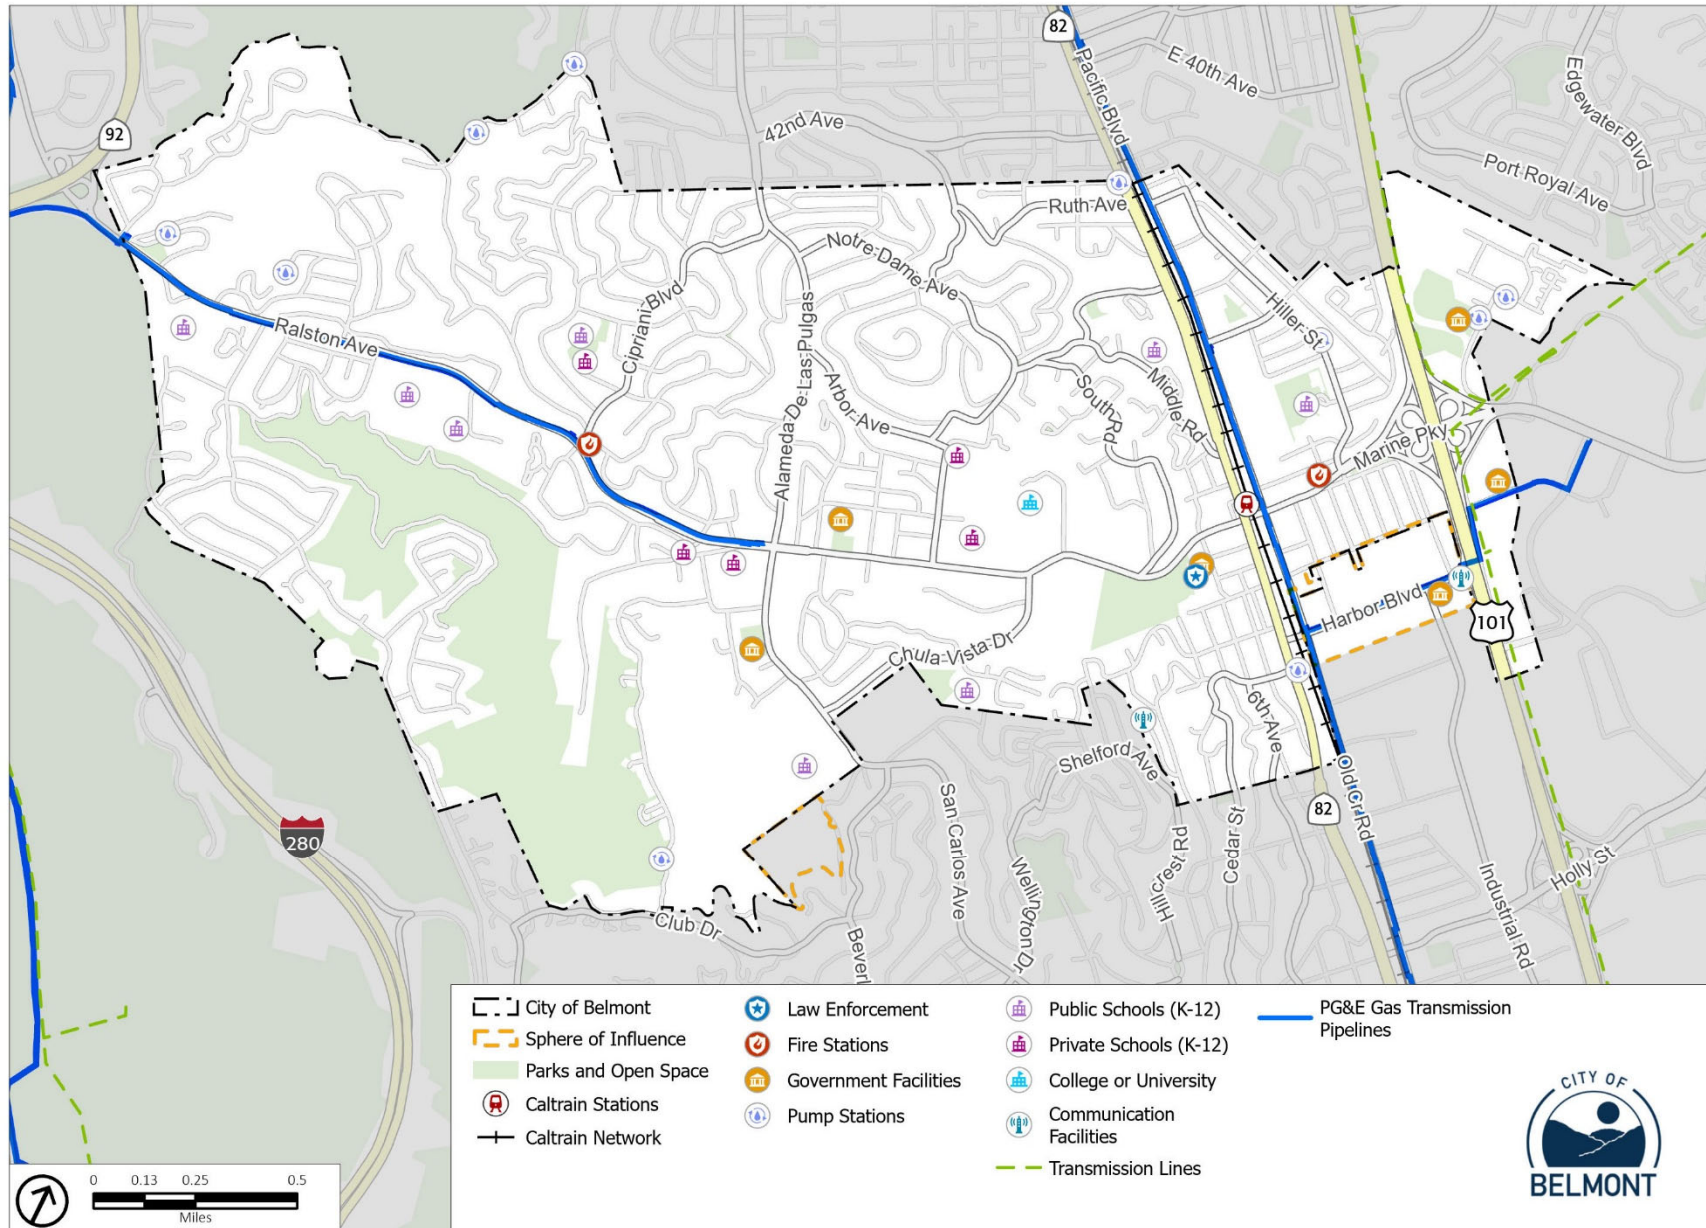 82
E 40th Ave
Edgewater Blvd
Pacific Blvd
92
42nd Ave
Port Royal Ave
Ruth Ave
Notre Dame Ave
Cipriani Blvd
Hiller St
Ralston Ave
Alameda De Las Pulgas
Arbor Ave
South Rd
Middle Rd
Marine Pky
Harbor Blvd
101
Chula Vista Dr
6th Ave
Shelford Ave
Old Cr Rd
82
280
San Carlos Ave
Wellington Dr
Hillcrest Rd
Cedar St
Industrial Rd
Holly St
Club Dr
Beverl
City of Belmont
Sphere of Influence
Parks and Open Space
Caltrain Stations
Caltrain Network
Law Enforcement
Fire Stations
Government Facilities
Pump Stations
Public Schools (K-12)
Private Schools (K-12)
College or University
Communication
Facilities
Transmission Lines
PG&E Gas Transmission
Pipelines
0 0.13 0.25 0.5
Miles
CITY OF
BELMONT